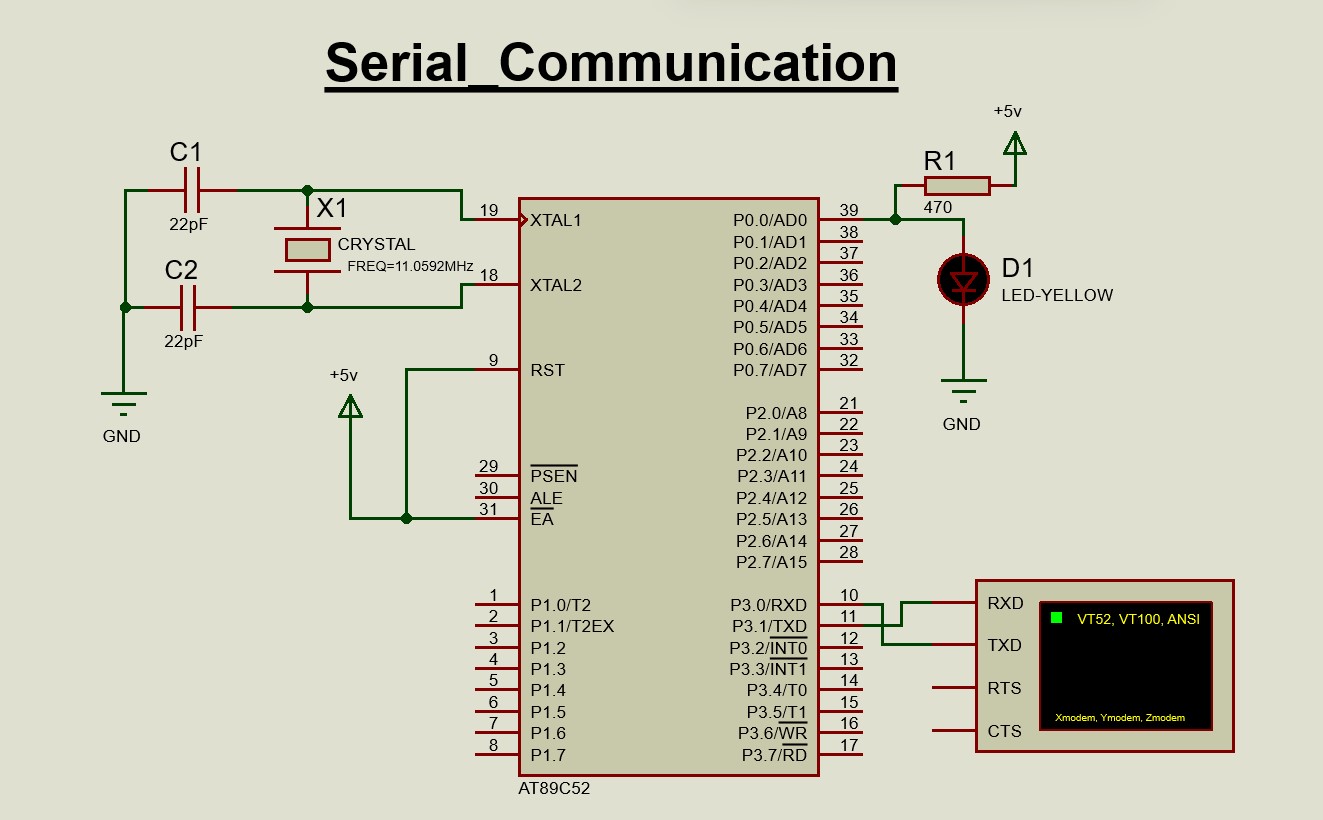 Serial_Communication
+5v
C1
22pF
X1
CRYSTAL
FREQ=11.0592MHz
C2
22pF
GND
+5v
19 XTAL1
18 XTAL2
9 RST
29 PSEN
30 ALE
31 EA
1 P1.0/T2
2 P1.1/T2EX
3 P1.2
4 P1.3
5 P1.4
6 P1.5
7 P1.6
8 P1.7
P0.0/AD0 39
P0.1/AD1 38
P0.2/AD2 37
P0.3/AD3 36
P0.4/AD4 35
P0.5/AD5 34
P0.6/AD6 33
P0.7/AD7 32
P2.0/A8 21
P2.1/A9 22
P2.2/A10 23
P2.3/A11 24
P2.4/A12 25
P2.5/A13 26
P2.6/A14 27
P2.7/A15 28
P3.0/RXD 10
P3.1/TXD 11
P3.2/INT0 12
P3.3/INT1 13
P3.4/T0 14
P3.5/T1 15
P3.6/WR 16
P3.7/RD 17
AT89C52
R1
470
D1
LED-YELLOW
GND
RXD
TXD
RTS
CTS
VT52, VT100, ANSI
Xmodem, Ymodem, Zmodem